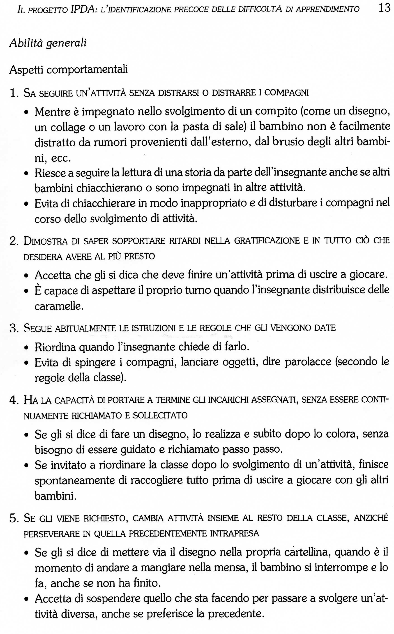 IL PROGETTO IPDA: L'IDENTIFICAZIONE PRECOCE DELLE DIFFICOLTÀ DI APPRENDIMENTO 13
Abilità generali
Aspetti comportamentali
1. SA SEGUIRE UN'ATTIVITÀ SENZA DISTRARSI O DISTRARRE I COMPAGNI
• Mentre è impegnato nello svolgimento di un compito (come un disegno,
un collage o un lavoro con la pasta di sale) il bambino non è facilmente
distratto da rumori provenienti dall'esterno, dal brusio degli altri bambi-
ni, ecc.
• Riesce a seguire la lettura di una storia da parte dell'insegnante anche se altri
bambini chiacchierano o sono impegnati in altre attività.
• Evita di chiacchierare in modo inappropriato e di disturbare i compagni nel
corso dello svolgimento di attività.
2. DIMOSTRA DI SAPER SOPPORTARE RITARDI NELLA GRATIFICAZIONE E IN TUTTO CIÒ CHE
DESIDERA AVERE AL PIÙ PRESTO
• Accetta che gli si dica che deve finire un'attività prima di uscire a giocare.
• È capace di aspettare il proprio turno quando l'insegnante distribuisce delle
caramelle.
3. SEGUE ABITUALMENTE LE ISTRUZIONI E LE REGOLE CHE GLI VENGONO DATE
• Riordina quando l'insegnante chiede di farlo.
• Evita di spingere i compagni, lanciare oggetti, dire parolacce (secondo le
regole della classe).
4. HA LA CAPACITÀ DI PORTARE A TERMINE GLI INCARICHI ASSEGNATI, SENZA ESSERE CONTI-
NUAMENTE RICHIAMATO E SOLLECITATO
• Se gli si dice di fare un disegno, lo realizza e subito dopo lo colora, senza
bisogno di essere guidato e richiamato passo passo.
• Se invitato a riordinare la classe dopo lo svolgimento di un'attività, finisce
spontaneamente di raccogliere tutto prima di uscire a giocare con gli altri
bambini.
5. SE GLI VIENE RICHIESTO, CAMBIA ATTIVITÀ INSIEME AL RESTO DELLA CLASSE, ANZICHÉ
PERSEVERARE IN QUELLA PRECEDENTEMENTE INTRAPRESA
• Se gli si dice di mettere via il disegno nella propria cartellina, quando è il
momento di andare a mangiare nella mensa, il bambino si interrompe e lo
fa, anche se non ha finito.
• Accetta di sospendere quello che sta facendo per passare a svolgere un'at-
tività diversa, anche se preferisce la precedente.